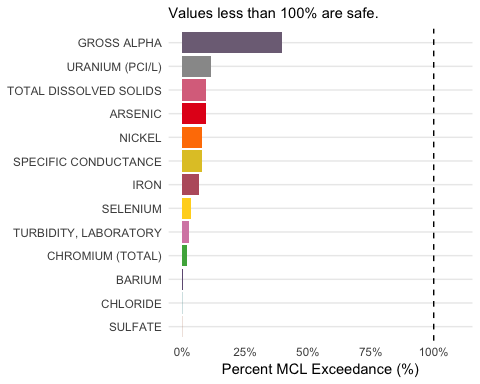 Values less than 100% are safe.
GROSS ALPHA
URANIUM (PCI/L)
TOTAL DISSOLVED SOLIDS
ARSENIC
NICKEL
SPECIFIC CONDUCTANCE
IRON
SELENIUM
TURBIDITY, LABORATORY
CHROMIUM (TOTAL)
BARIUM
CHLORIDE
SULFATE
0% 25% 50% 75% 100%
Percent MCL Exceedance (%)